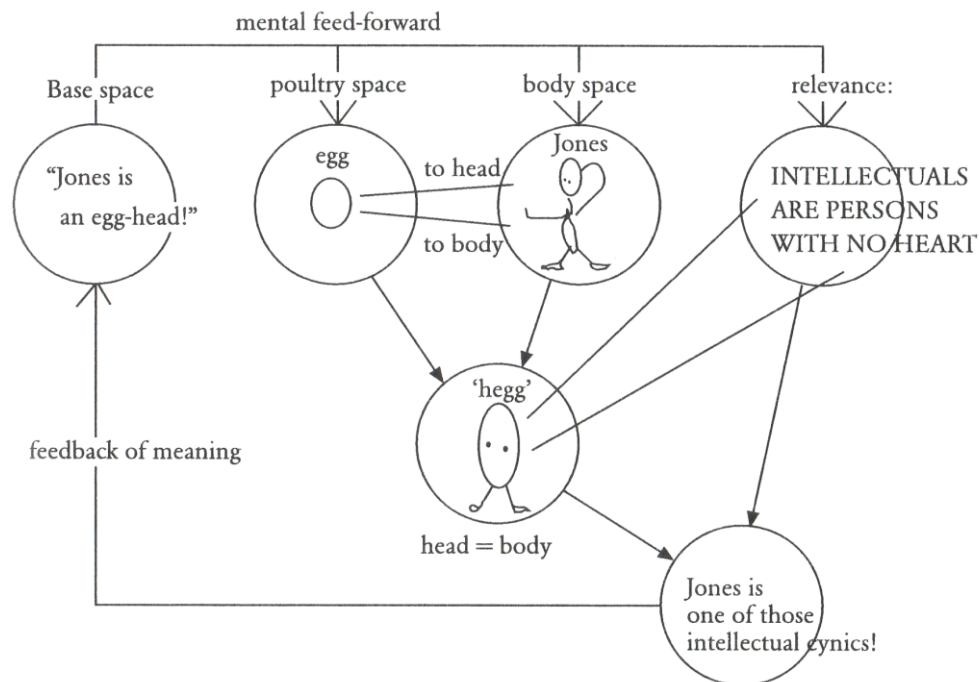 mental feed-forward
Base space
poultry space
body space
relevance:
“Jones is
an egg-head!”
egg
to head
to body
Jones
INTELLECTUALS
ARE PERSONS
WITH NO HEART
‘hegg’
head = body
feedback of meaning
Jones is
one of those
intellectual cynics!